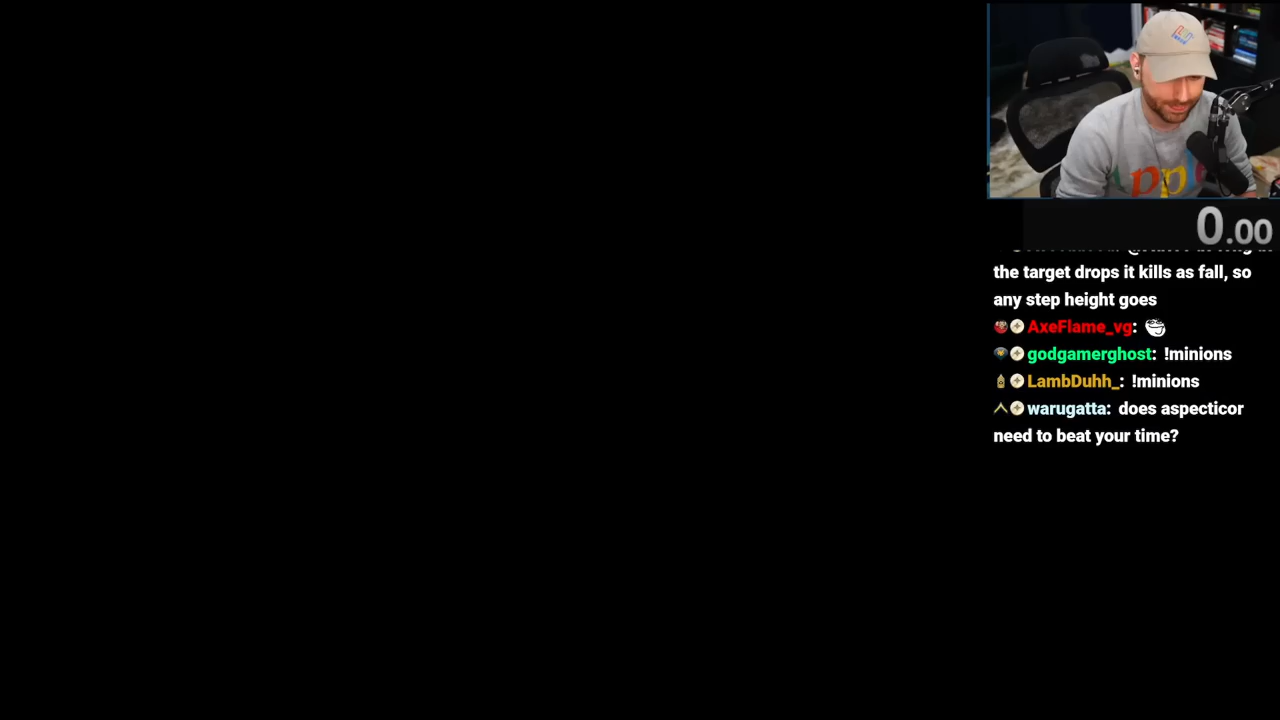 0.00
the target drops it kills as fall, so
any step height goes
AxeFlame_vg:
godgamerghost: !minions
LambDuhh_: !minions
warugatta: does aspecticor
need to beat your time?